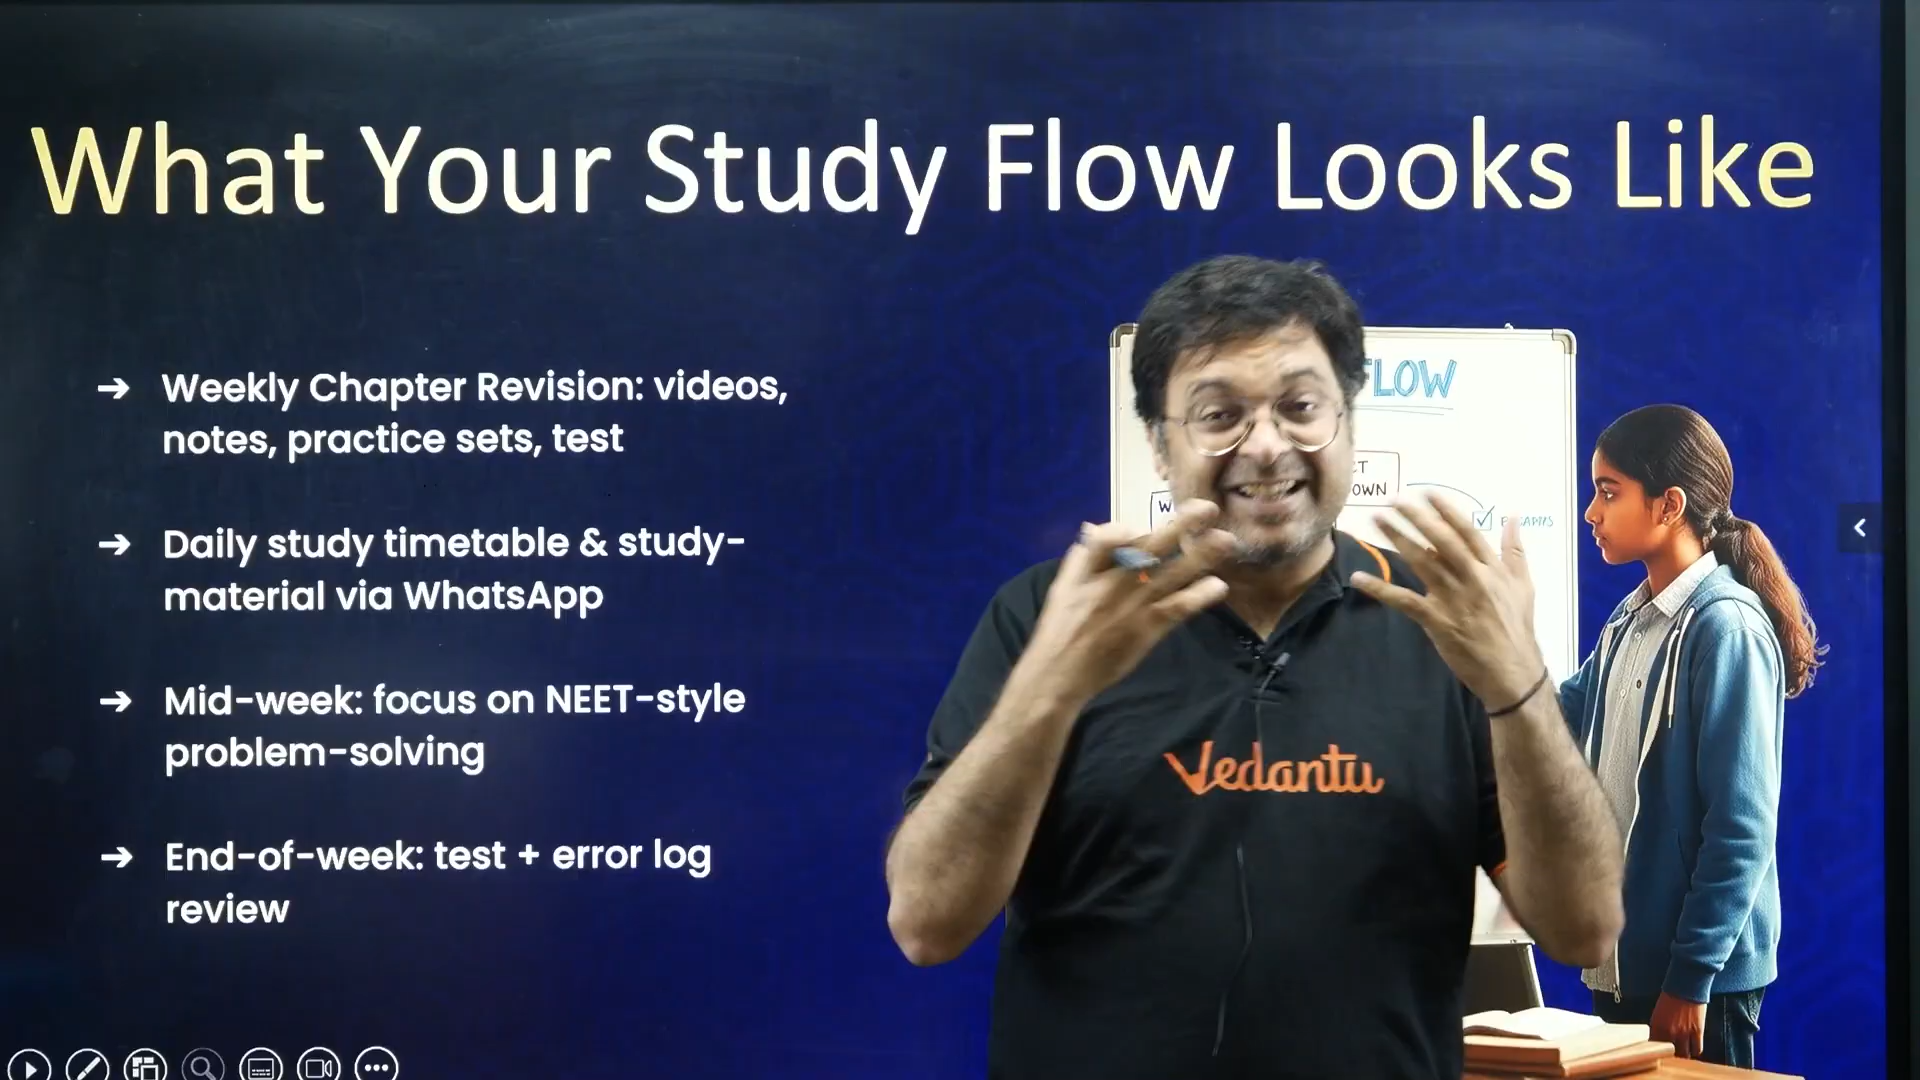 What Your Study Flow Looks Like
➔ Weekly Chapter Revision: videos,
notes, practice sets, test
➔ Daily study timetable & study-
material via WhatsApp
➔ Mid-week: focus on NEET-style
problem-solving
➔ End-of-week: test + error log
review
FLOW
Vedantu